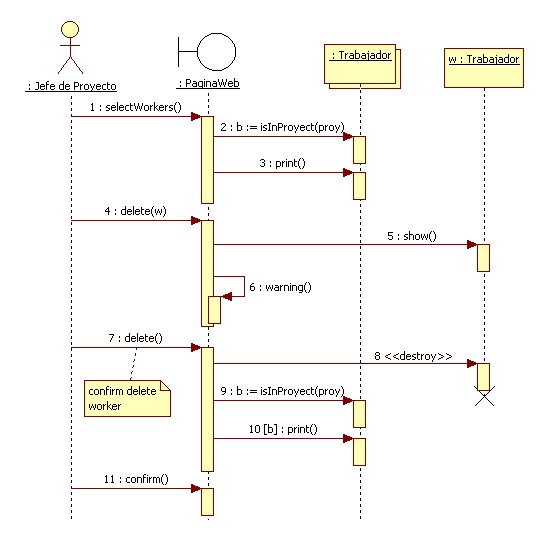 : Trabajador
w : Trabajador
: Jefe de Proyecto
: PaginaWeb
1 : selectWorkers()
2 : b := isInProyect(proy)
3 : print()
4 : delete(w)
5 : show()
6 : warning()
7 : delete()
8 <<destroy>>
confirm delete
worker
9 : b := isInProyect(proy)
10 [b] : print()
11 : confirm()